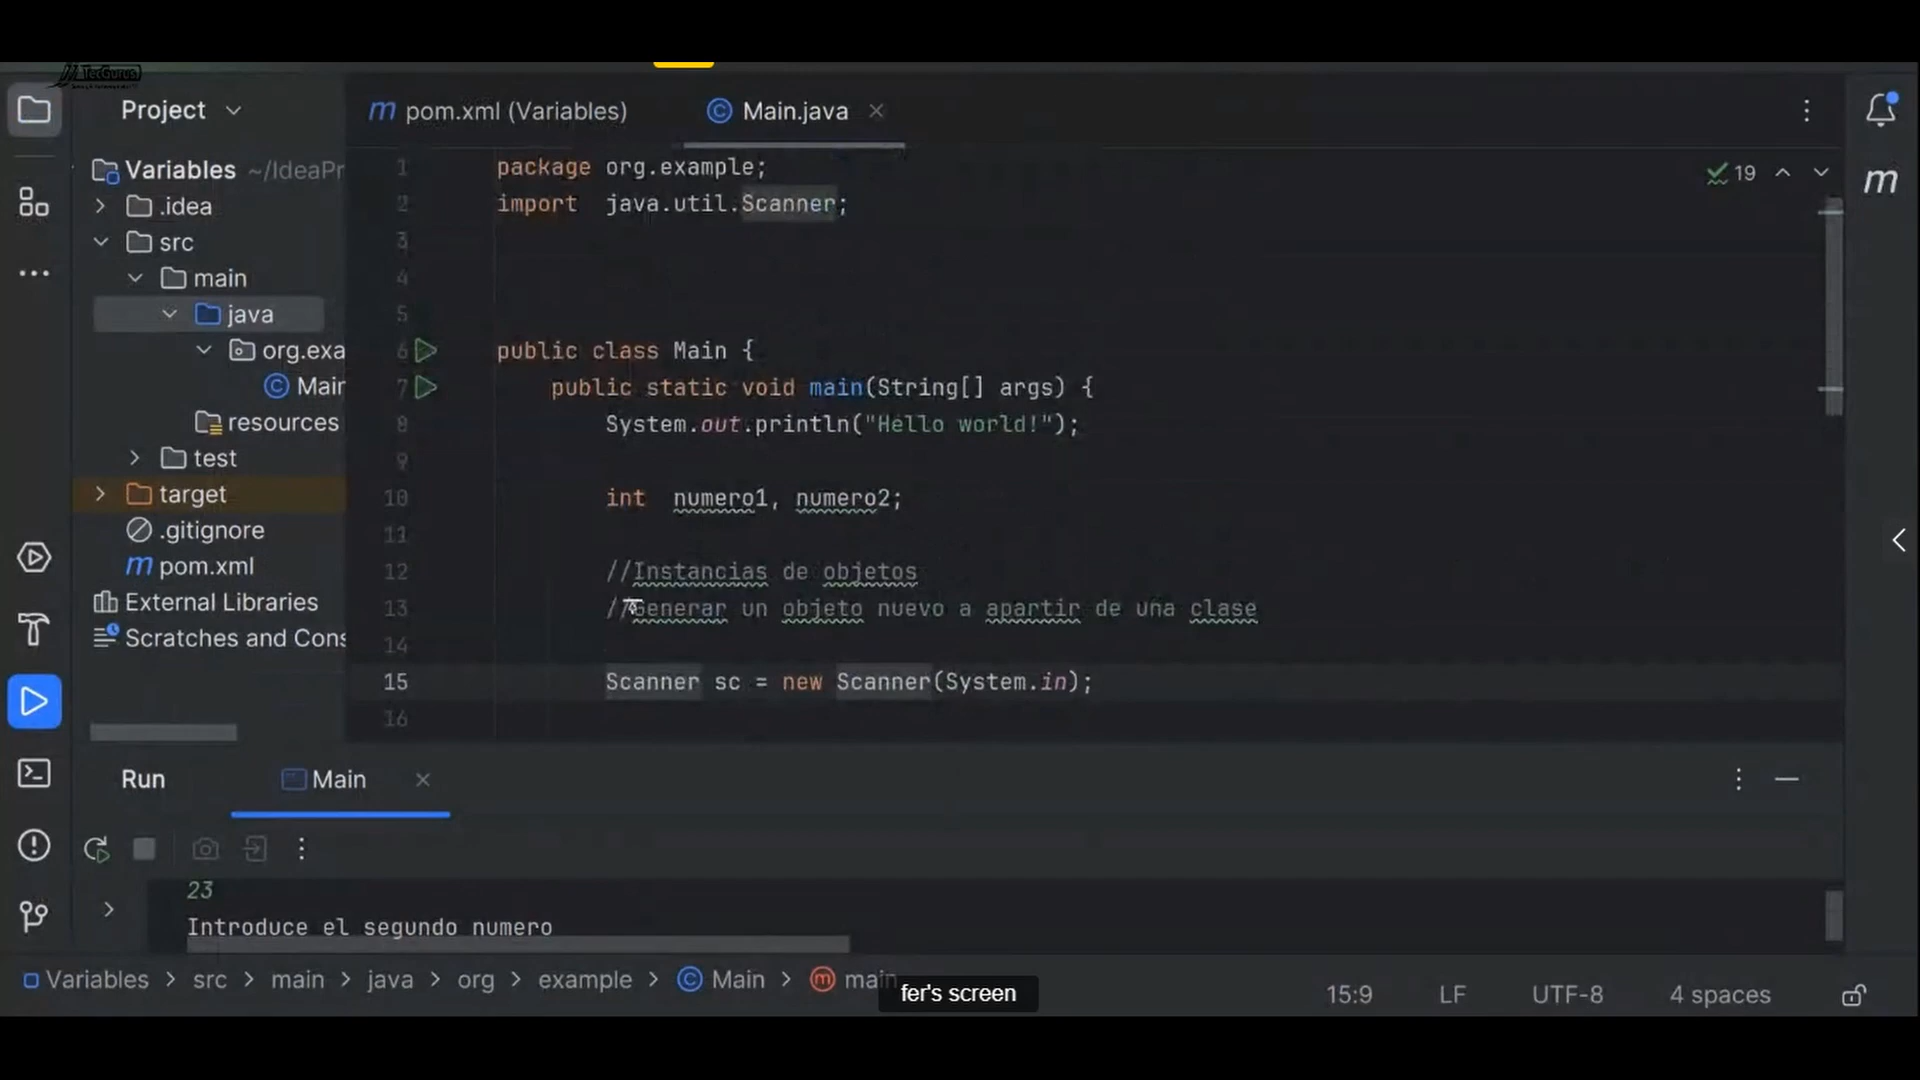 TecGurus
Project
pom.xml (Variables)
Main.java
Variables ~/IdeaPr
.idea
src
main
java
org.exa
Mair
resources
test
target
.gitignore
pom.xml
External Libraries
Scratches and Cons
19
1 package org.example;
2 import java.util.Scanner;
3
4
5
6 public class Main {
7 public static void main(String[] args) {
8 System.out.println("Hello world!");
9
10 int numero1, numero2;
11
12 //Instancias de objetos
13 //Generar un objeto nuevo a apartir de una clase
14
15 Scanner sc = new Scanner(System.in);
16
Run
Main
23
Introduce el segundo numero
Variables > src > main > java > org > example > Main > main
fer's screen
15:9 LF UTF-8 4 spaces